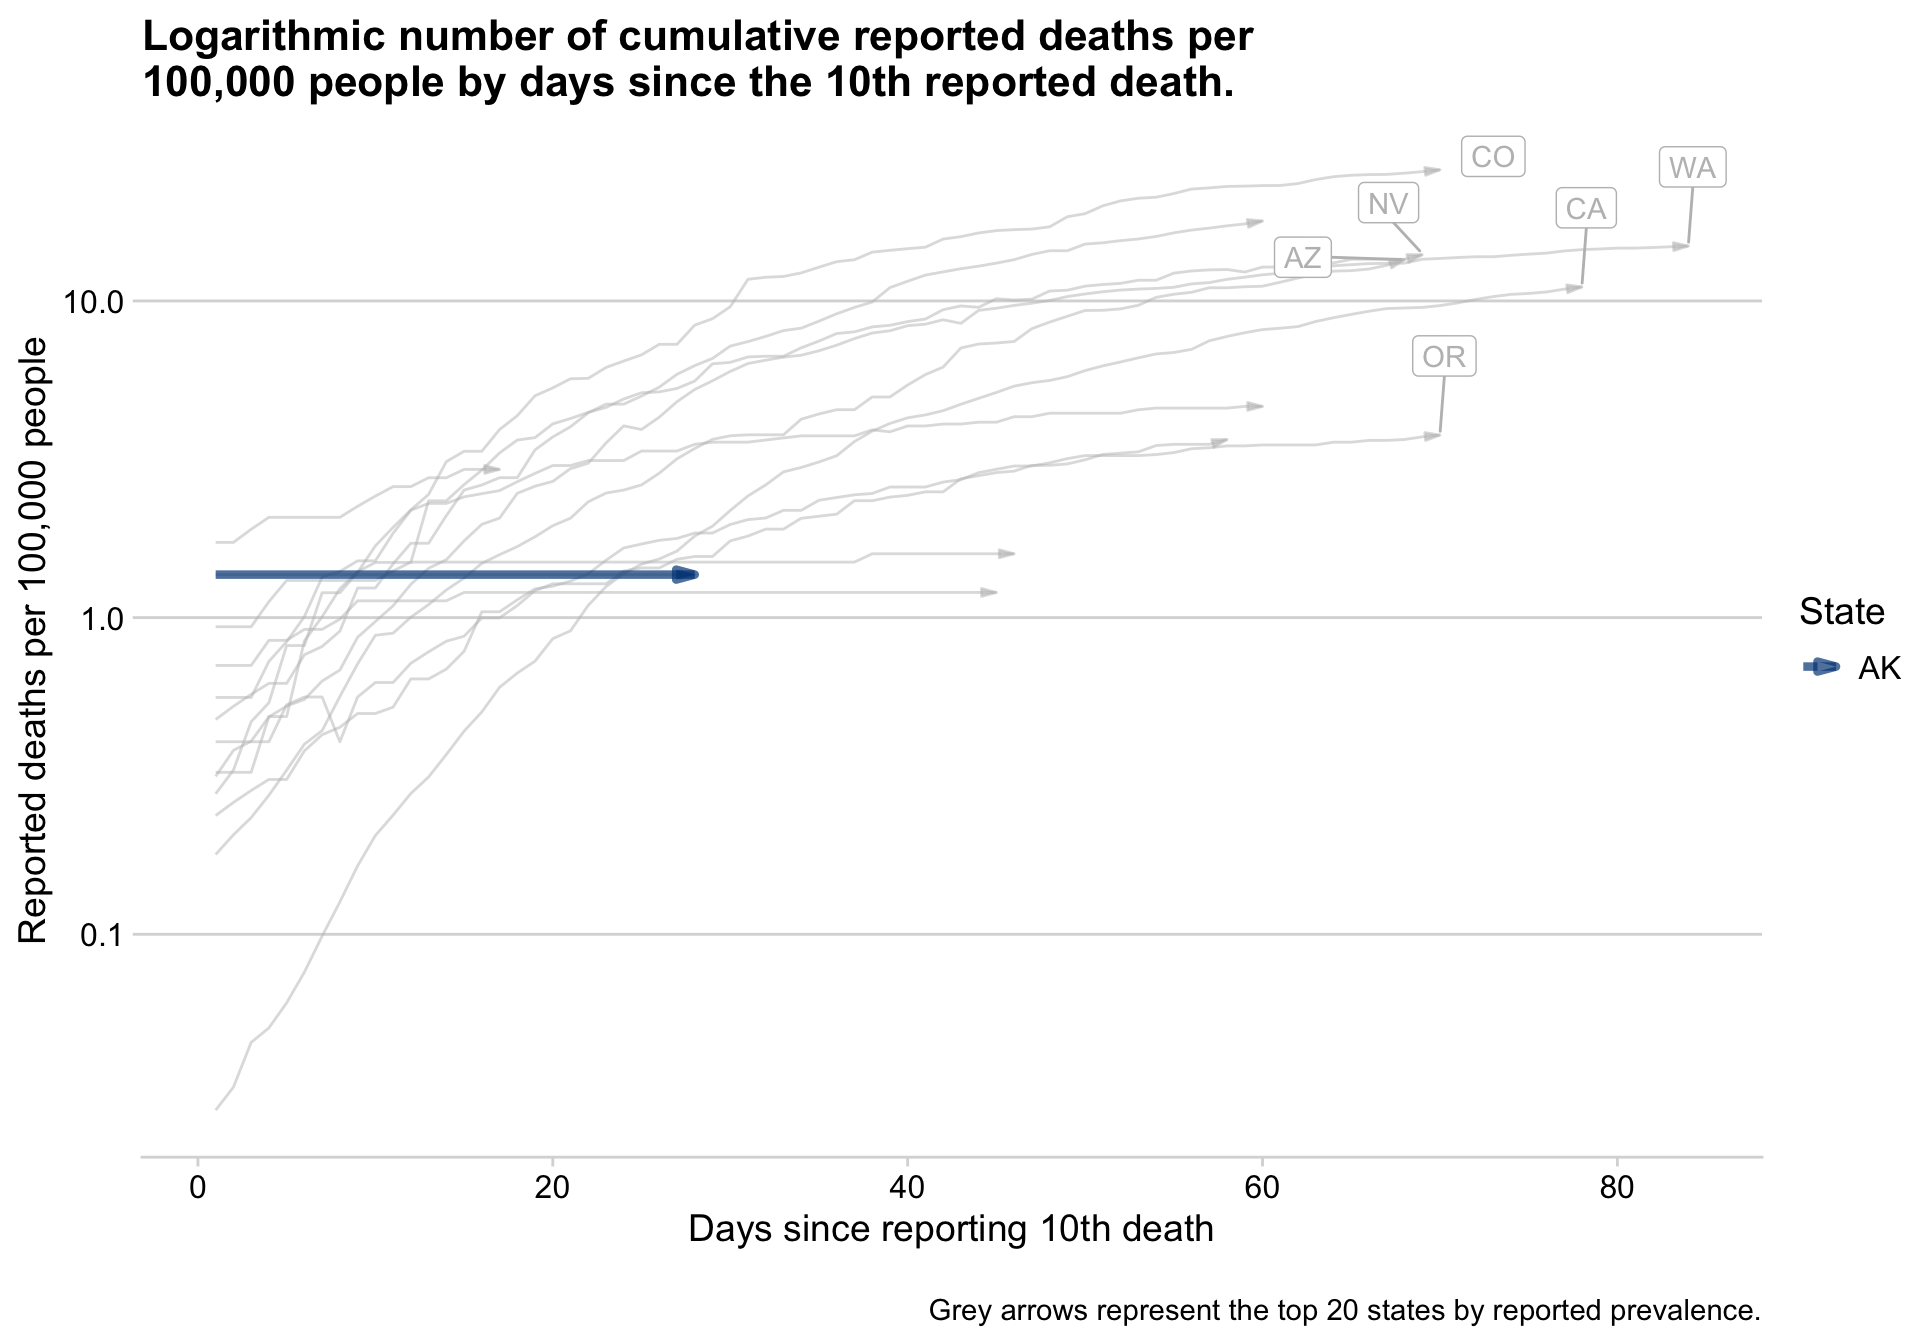 Logarithmic number of cumulative reported deaths per
100,000 people by days since the 10th reported death.
CO
WA
NV
CA
AZ
OR
10.0
1.0
0.1
Reported deaths per 100,000 people
0
20
40
60
80
Days since reporting 10th death
State
AK
Grey arrows represent the top 20 states by reported prevalence.